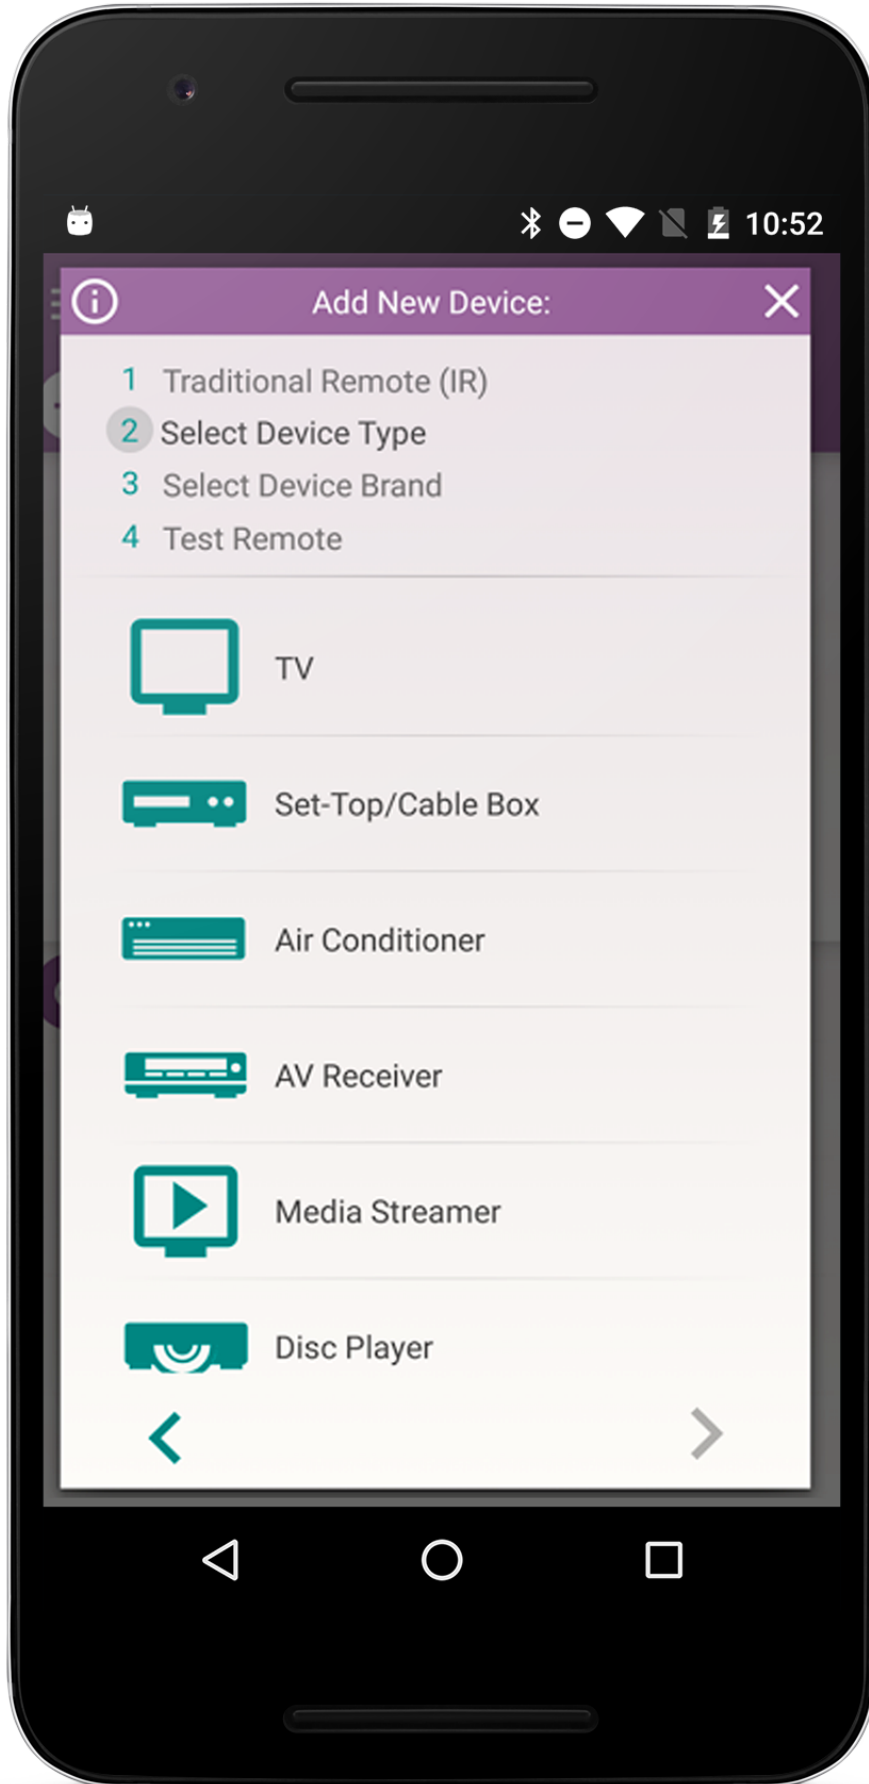 10:52
Add New Device:
1 Traditional Remote (IR)
2 Select Device Type
3 Select Device Brand
4 Test Remote
TV
Set-Top/Cable Box
Air Conditioner
AV Receiver
Media Streamer
Disc Player